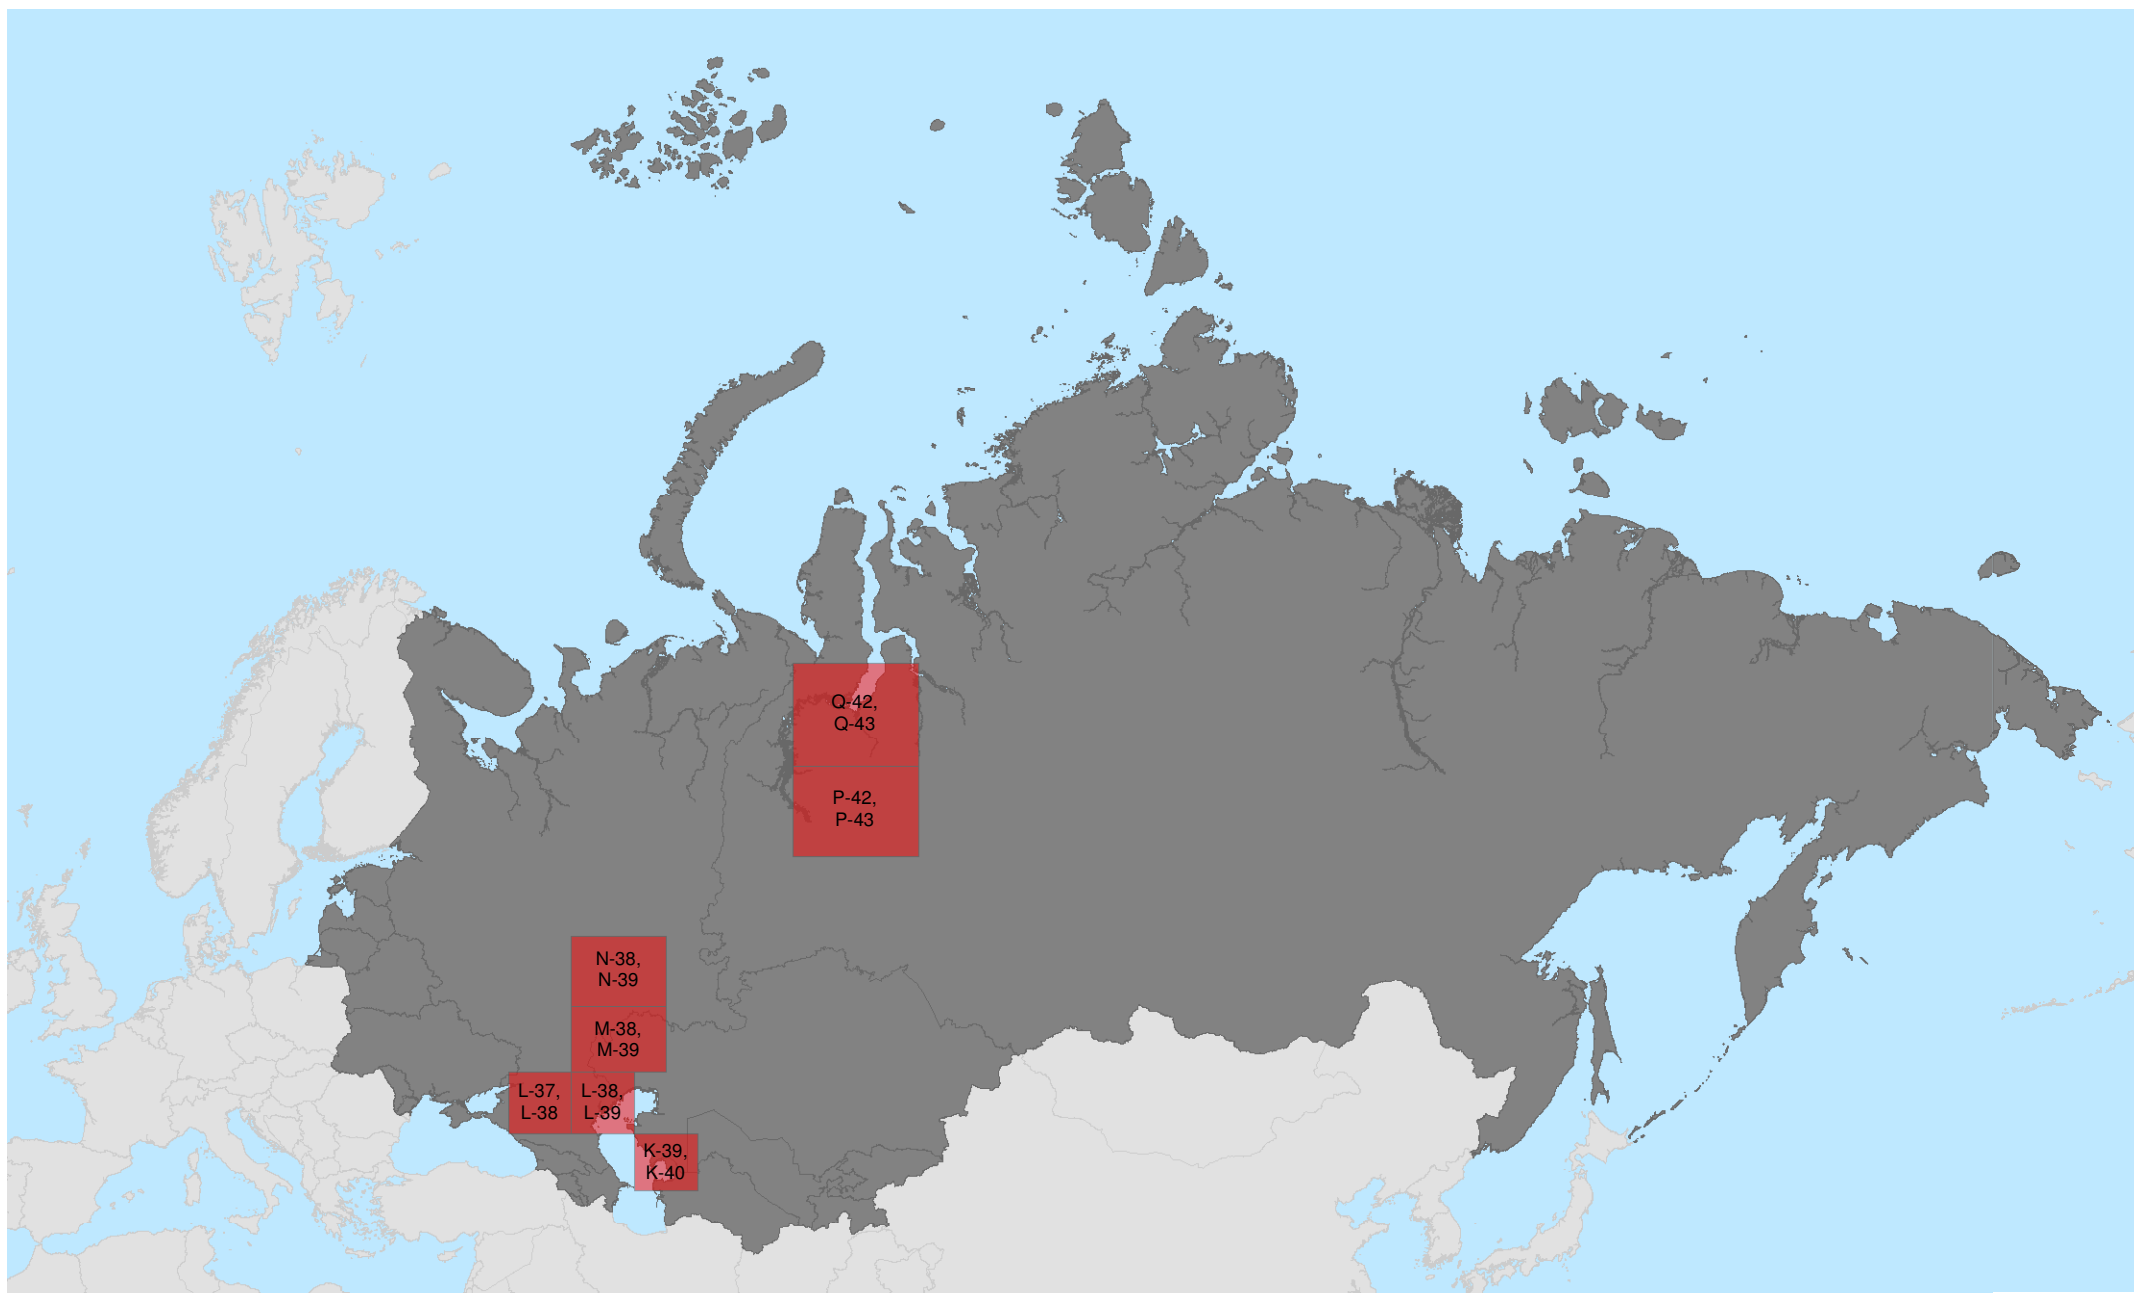 Q-42,
Q-43
P-42,
P-43
N-38,
N-39
M-38,
M-39
L-37,
L-38
L-38,
L-39
K-39,
K-40